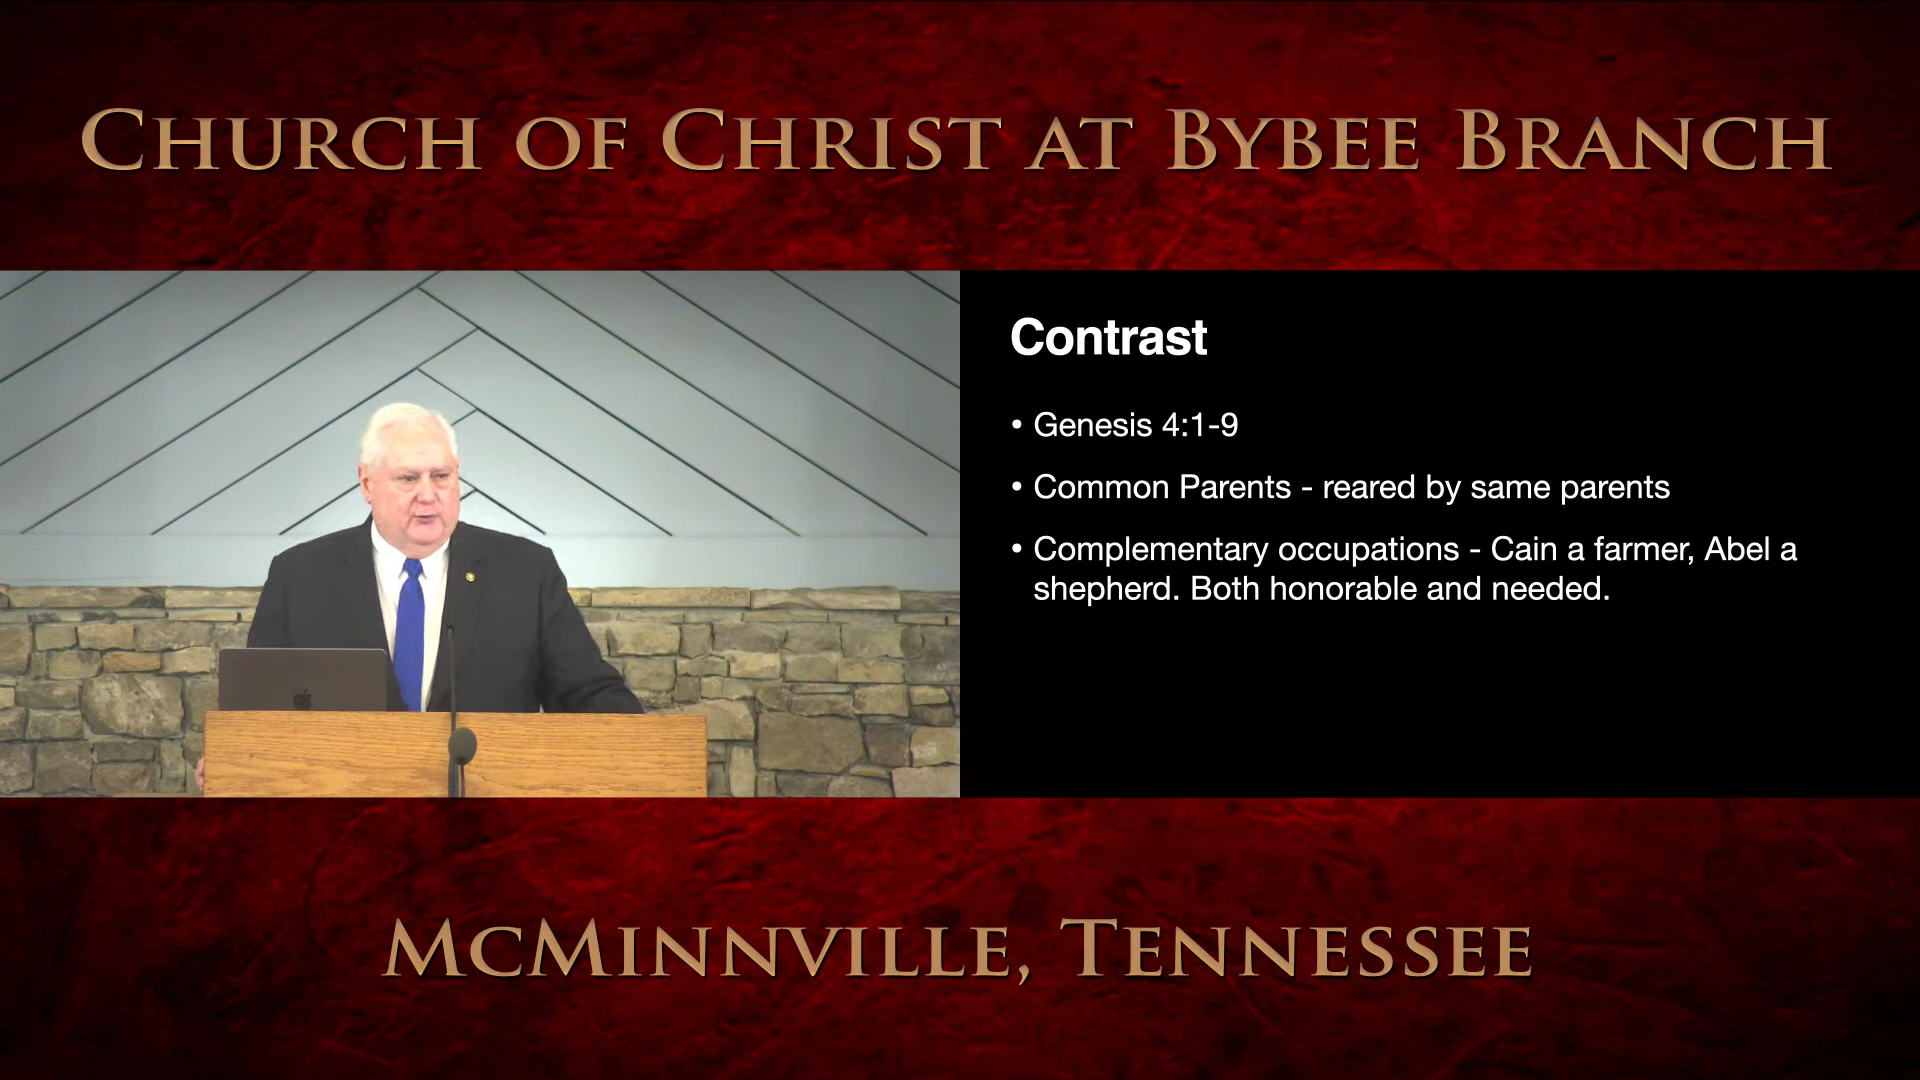 Church of Christ at Bybee Branch
Contrast
• Genesis 4:1-9
• Common Parents - reared by same parents
• Complementary occupations - Cain a farmer, Abel a
shepherd. Both honorable and needed.
McMinnville, Tennessee